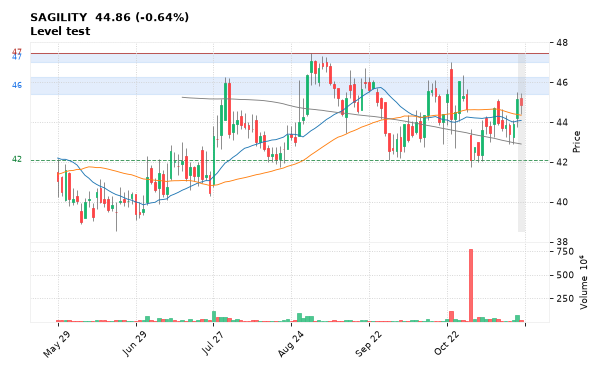 SAGILITY 44.86 (-0.64%)
Level test
47
47
46
42
48
46
44
42
40
38
Price
750
500
250
Volume 10⁶
May 29
Jun 29
Jul 27
Aug 24
Sep 22
Oct 22